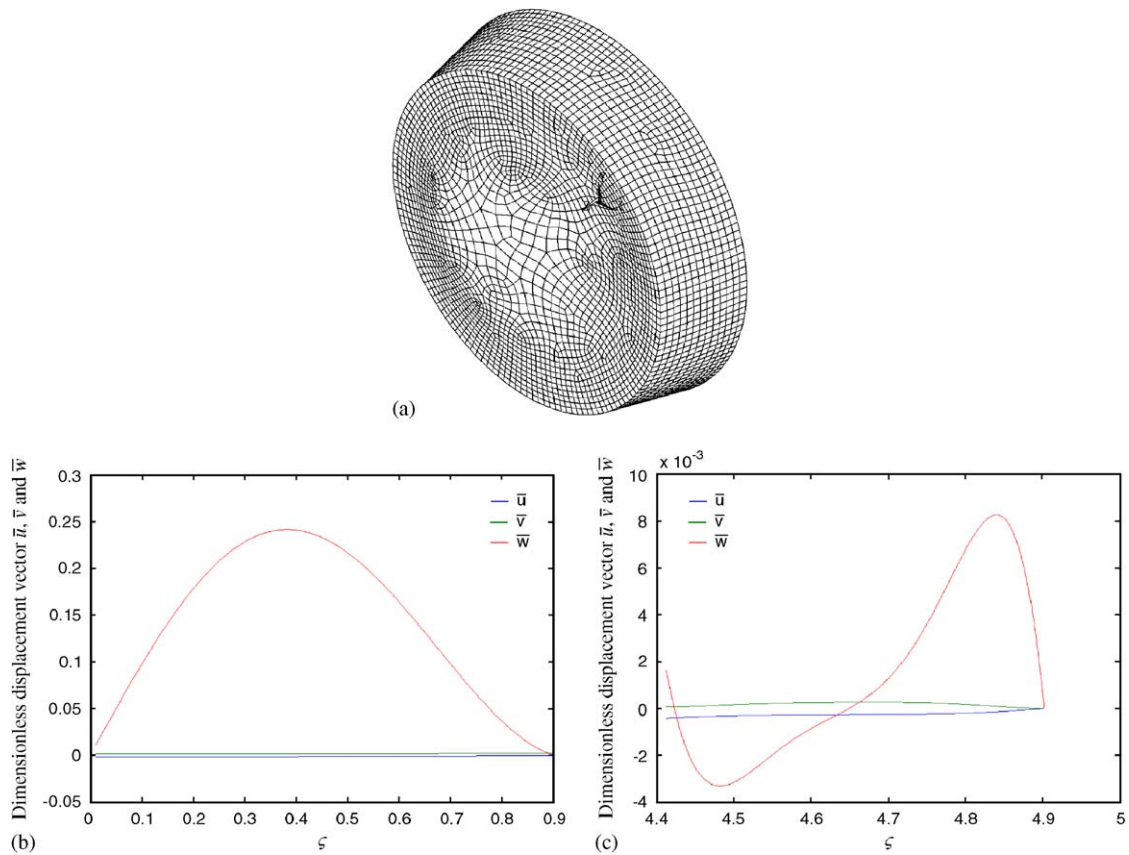 (a)
Dimensionless displacement vector u̅, v̅ and w̅
0.3
0.25
0.2
0.15
0.1
0.05
0
-0.05
0
0.1
0.2
0.3
0.4
0.5
0.6
0.7
0.8
0.9
u̅
v̅
w̅
ς
(b)
Dimensionless displacement vector u̅, v̅ and w̅
x 10⁻³
10
8
6
4
2
0
-2
-4
4.4
4.5
4.6
4.7
4.8
4.9
5
u̅
v̅
w̅
ς
(c)